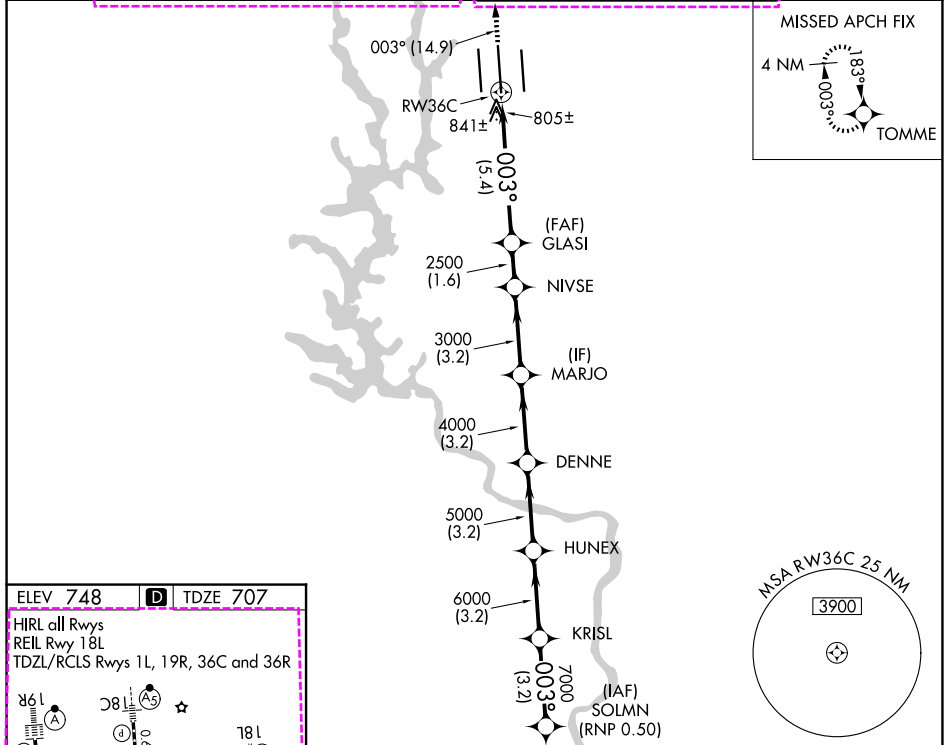 003° (14.9)
RW36C
841±
805±
003°
(5.4)
(FAF)
GLASI
2500
(1.6)
NIVSE
3000
(3.2)
(IF)
MARJO
4000
(3.2)
DENNE
5000
(3.2)
HUNEX
6000
(3.2)
KRISL
7000
003°
(3.2)
(IAF)
SOLMN
(RNP 0.50)
MISSED APCH FIX
4 NM
003°
183°
TOMME
MSA RW36C 25 NM
3900
ELEV 748 D TDZE 707
HIRL all Rwys
REIL Rwy 18L
TDZL/RCLS Rwys 1L, 19R, 36C and 36R
19R
A
18C
A5
P
18L